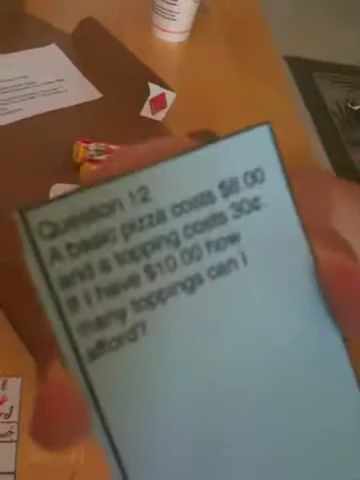 Question 12
A basic pizza costs $8.00
and a topping costs 30¢.
If I have $10.00 how
many toppings can I
afford?